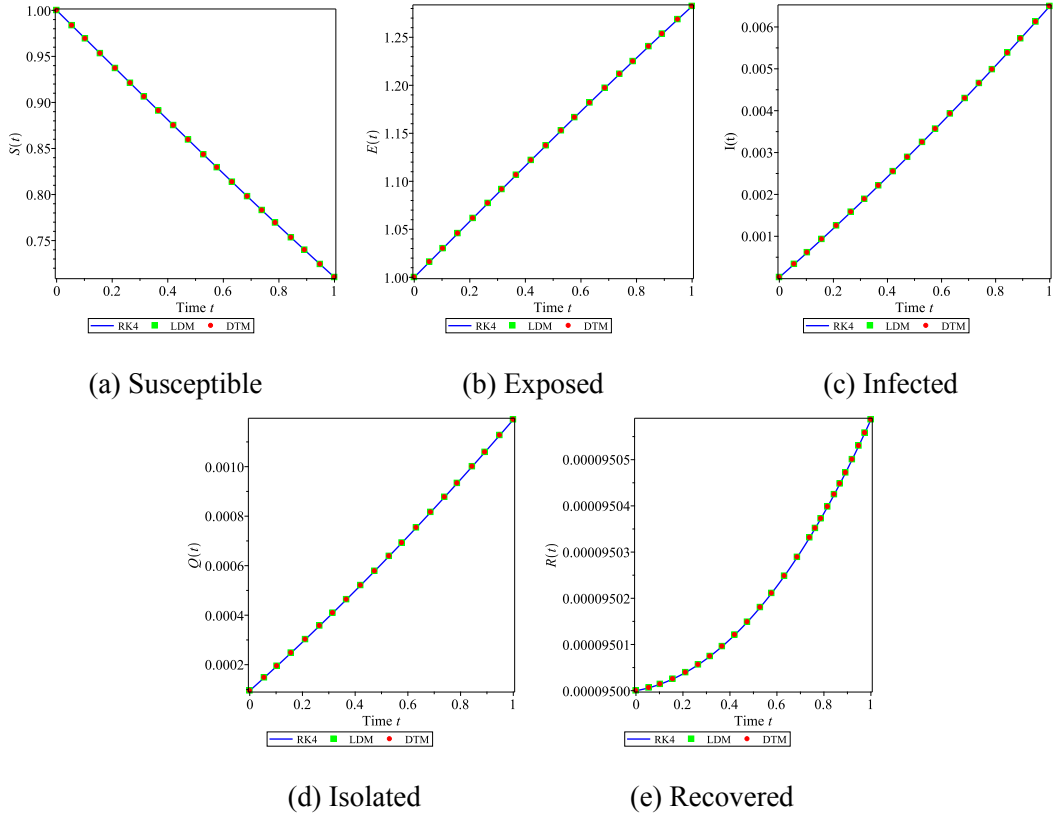 1.00
0.95
0.90
0.85
0.80
0.75
S(t)
0 0.2 0.4 0.6 0.8 1
Time t
RK4 LDM DTM
(a) Susceptible
1.25
1.20
1.15
1.10
1.05
1.00
E(t)
0 0.2 0.4 0.6 0.8 1
Time t
RK4 LDM DTM
(b) Exposed
0.006
0.005
0.004
0.003
0.002
0.001
I(t)
0 0.2 0.4 0.6 0.8 1
Time t
RK4 LDM DTM
(c) Infected
0.0010
0.0008
0.0006
0.0004
0.0002
Q(t)
0 0.2 0.4 0.6 0.8 1
Time t
RK4 LDM DTM
(d) Isolated
0.00009505
0.00009504
0.00009503
0.00009502
0.00009501
0.00009500
R(t)
0 0.2 0.4 0.6 0.8 1
Time t
RK4 LDM DTM
(e) Recovered